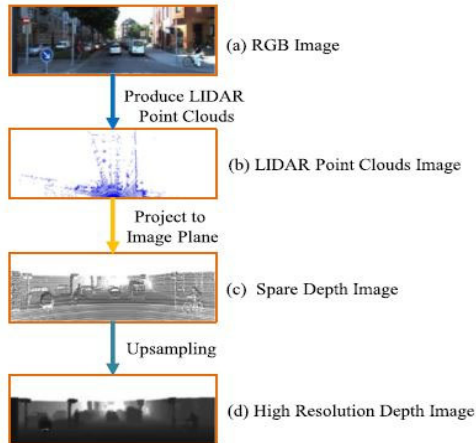 (a) RGB Image
Produce LIDAR
Point Clouds
(b) LIDAR Point Clouds Image
Project to
Image Plane
(c) Spare Depth Image
Upsampling
(d) High Resolution Depth Image